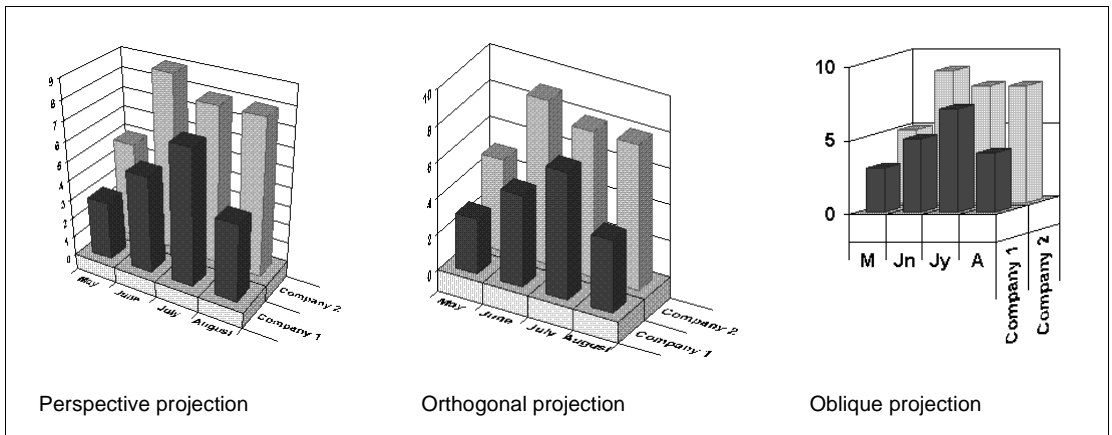 9
8
7
6
5
4
3
2
1
0
May
June
July
August
Company 1
Company 2
Perspective projection
10
8
6
4
2
0
May
June
July
August
Company 1
Company 2
Orthogonal projection
10
5
0
M Jn Jy A
Company 1
Company 2
Oblique projection